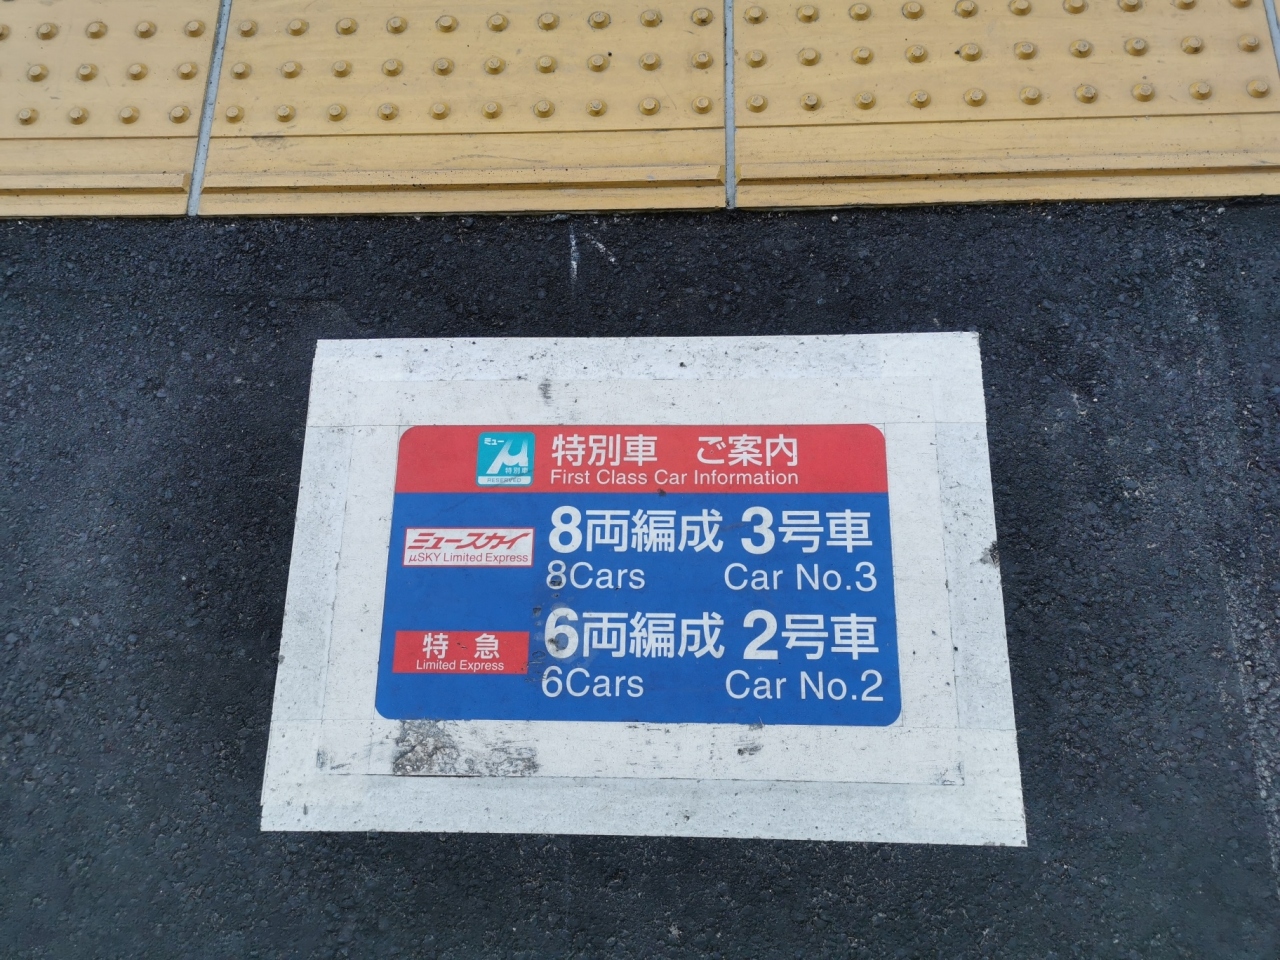 ミュー
μ
特別車
RESERVED
特別車 ご案内
First Class Car Information
ミュースカイ
μSKY Limited Express
8両編成 3号車
8Cars Car No.3
特急
Limited Express
6両編成 2号車
6Cars Car No.2